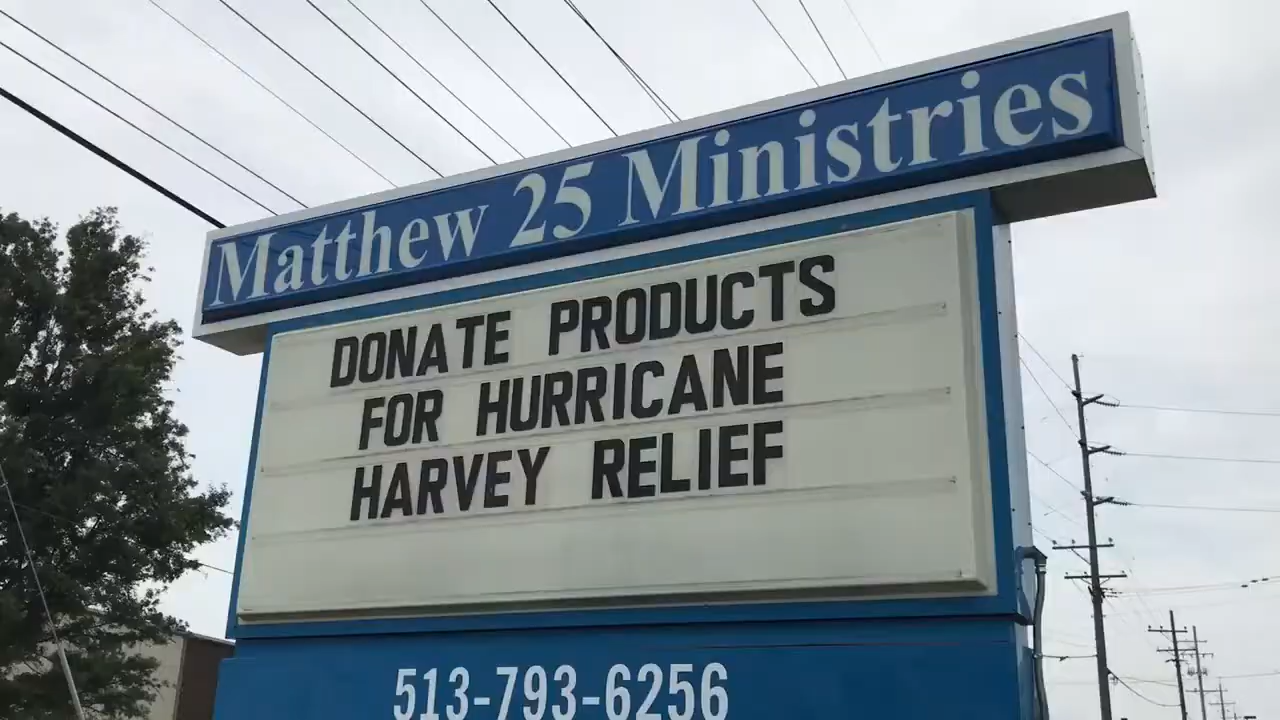 Matthew 25 Ministries
DONATE PRODUCTS
FOR HURRICANE
HARVEY RELIEF
513-793-6256